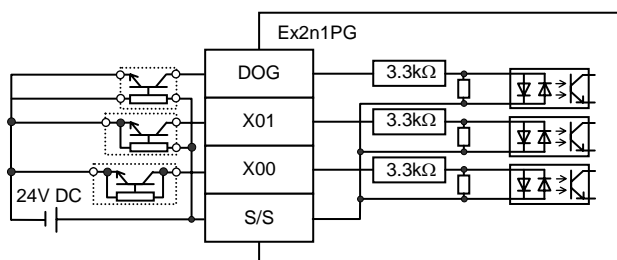 Ex2n1PG
DOG
3.3kΩ
X01
3.3kΩ
X00
3.3kΩ
24V DC
S/S